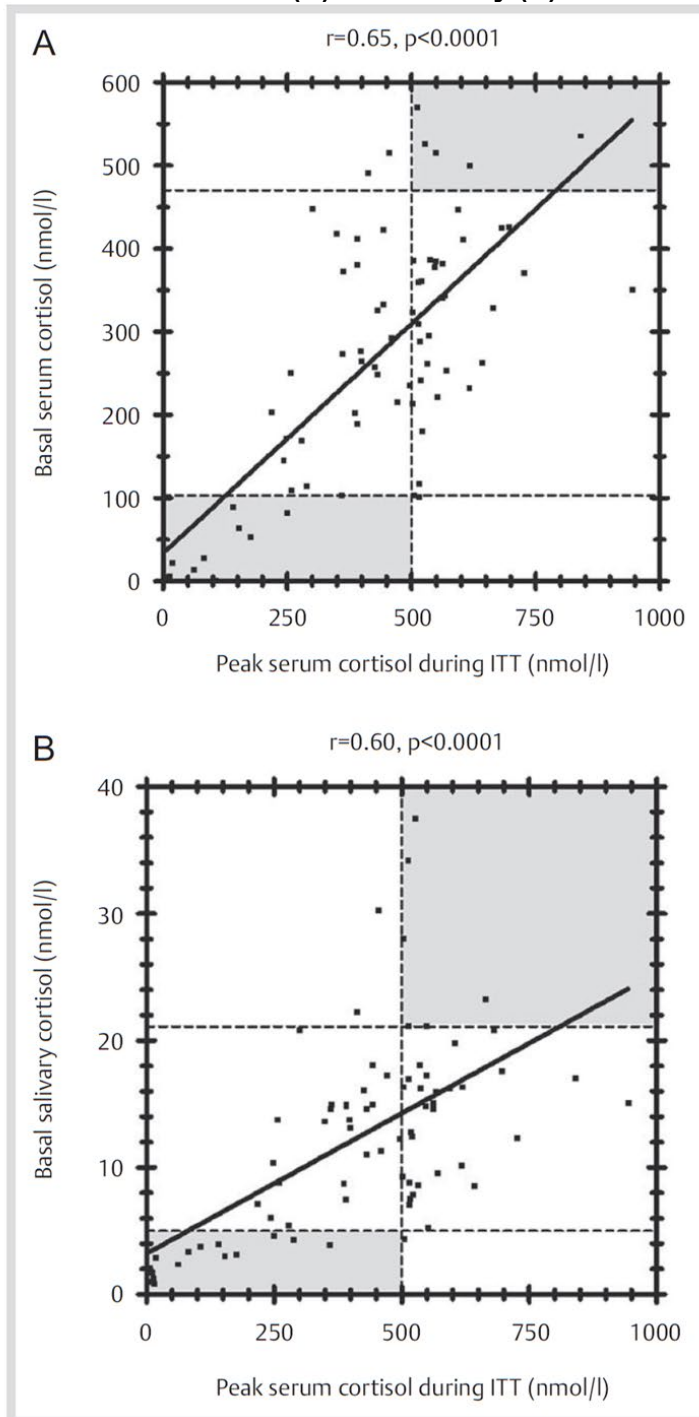 A
r=0.65, p<0.0001
600
500
400
300
200
100
0
Basal serum cortisol (nmol/l)
0 250 500 750 1000
Peak serum cortisol during ITT (nmol/l)
B
r=0.60, p<0.0001
40
30
20
10
0
Basal salivary cortisol (nmol/l)
0 250 500 750 1000
Peak serum cortisol during ITT (nmol/l)